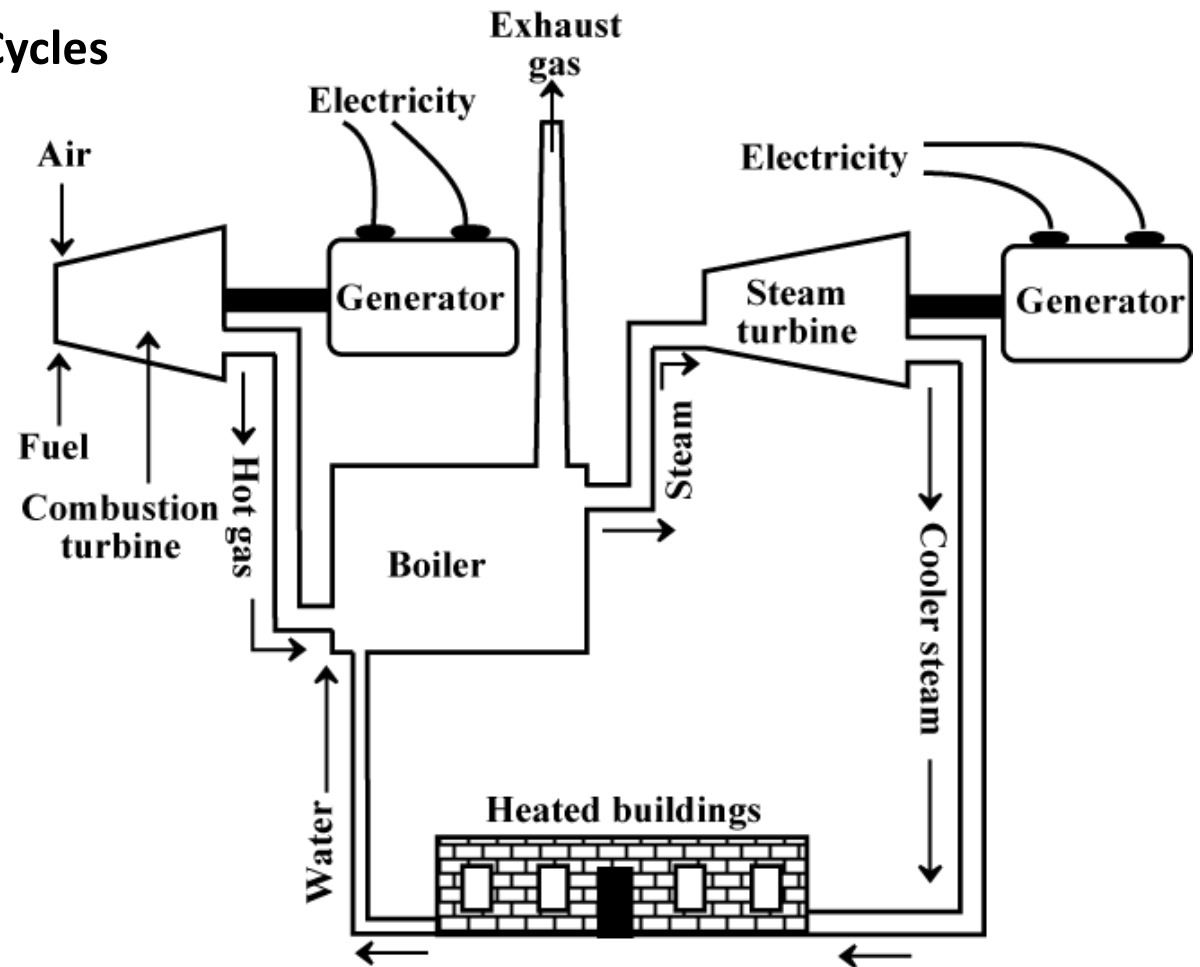 Cycles
Exhaust
gas
Electricity
Air
Electricity
Generator
Steam
turbine
Generator
Fuel
Combustion
turbine
Hot gas
Steam
Boiler
Cooler steam
Water
Heated buildings